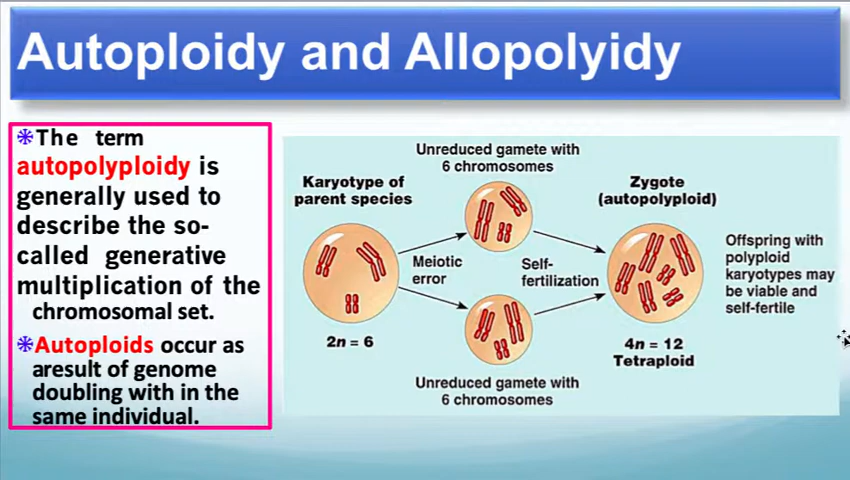 Autoploidy and Allopolyidy
✳The term
autopolyploidy is
generally used to
describe the so-
called generative
multiplication of the
chromosomal set.
✳Autoploids occur as
aresult of genome
doubling with in the
same individual.
Unreduced gamete with
6 chromosomes
Karyotype of
parent species
Zygote
(autopolyploid)
Meiotic
error
Self-
fertilization
Offspring with
polyploid
karyotypes may
be viable and
self-fertile
2n = 6
4n = 12
Tetraploid
Unreduced gamete with
6 chromosomes